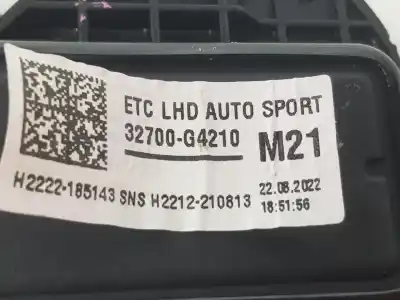 ETC LHD AUTO SPORT
32700-G4210 M21
H2222-185143 SNS H2212-210813 22.08.2022
18:51:56